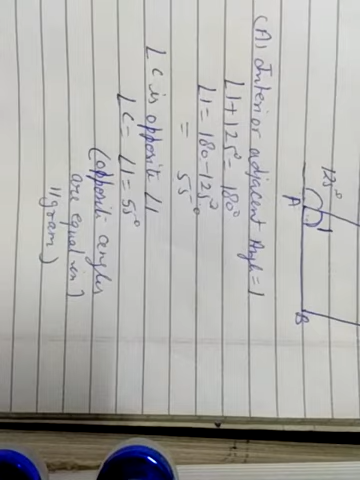 125°
1
A
B
(A) Interior adjacent Angle = 1
∠1 + 125° = 180°
∠1 = 180 - 125°
= 55°
∠C is opposite ∠1
∠C = ∠1 = 55°
(opposite angles
are equal in
11gram)